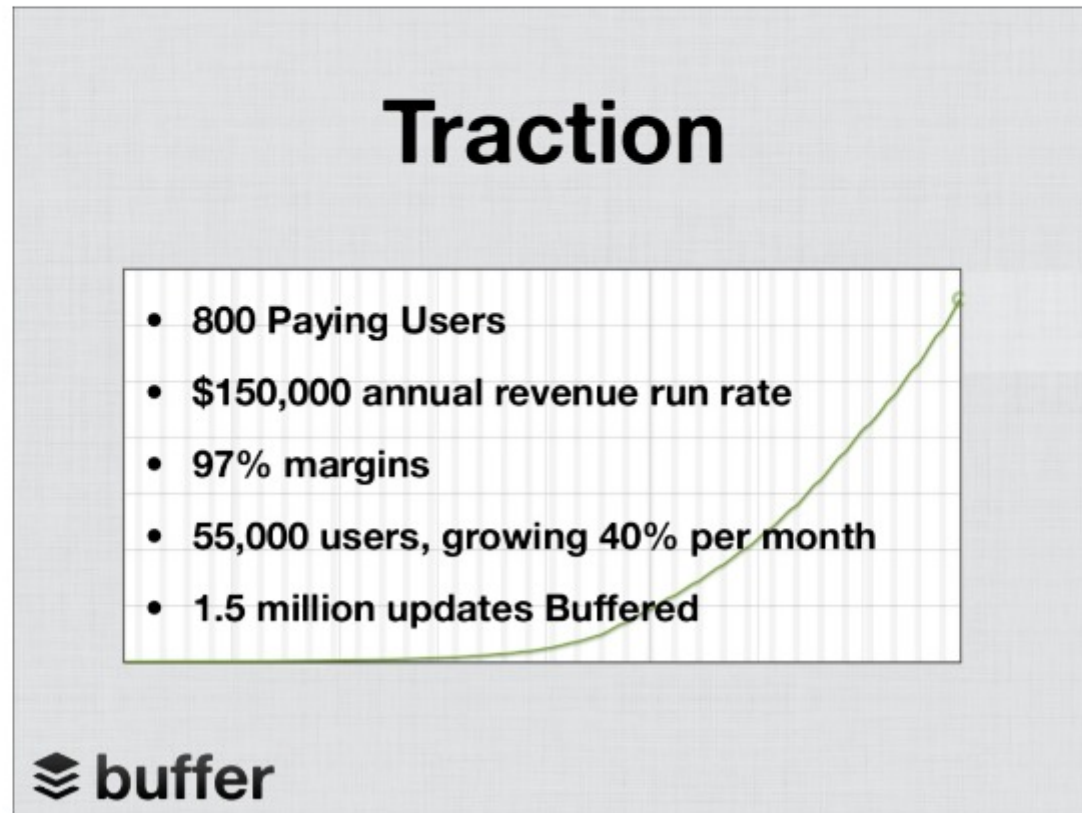 Traction
• 800 Paying Users
• $150,000 annual revenue run rate
• 97% margins
• 55,000 users, growing 40% per month
• 1.5 million updates Buffered
buffer